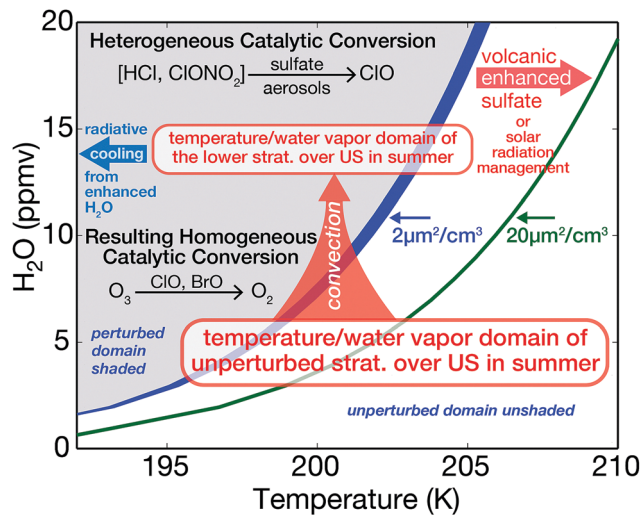 Heterogeneous Catalytic Conversion
[HCl, ClONO₂] sulfate aerosols → ClO
volcanic
enhanced
sulfate
or
solar
radiation
management
radiative
cooling
from
enhanced
H₂O
temperature/water vapor domain of
the lower strat. over US in summer
convection
2µm²/cm³
20µm²/cm³
Resulting Homogeneous
Catalytic Conversion
O₃ ClO, BrO → O₂
perturbed
domain
shaded
temperature/water vapor domain of
unperturbed strat. over US in summer
unperturbed domain unshaded
H₂O (ppmv)
20
15
10
5
0
195 200 205 210
Temperature (K)